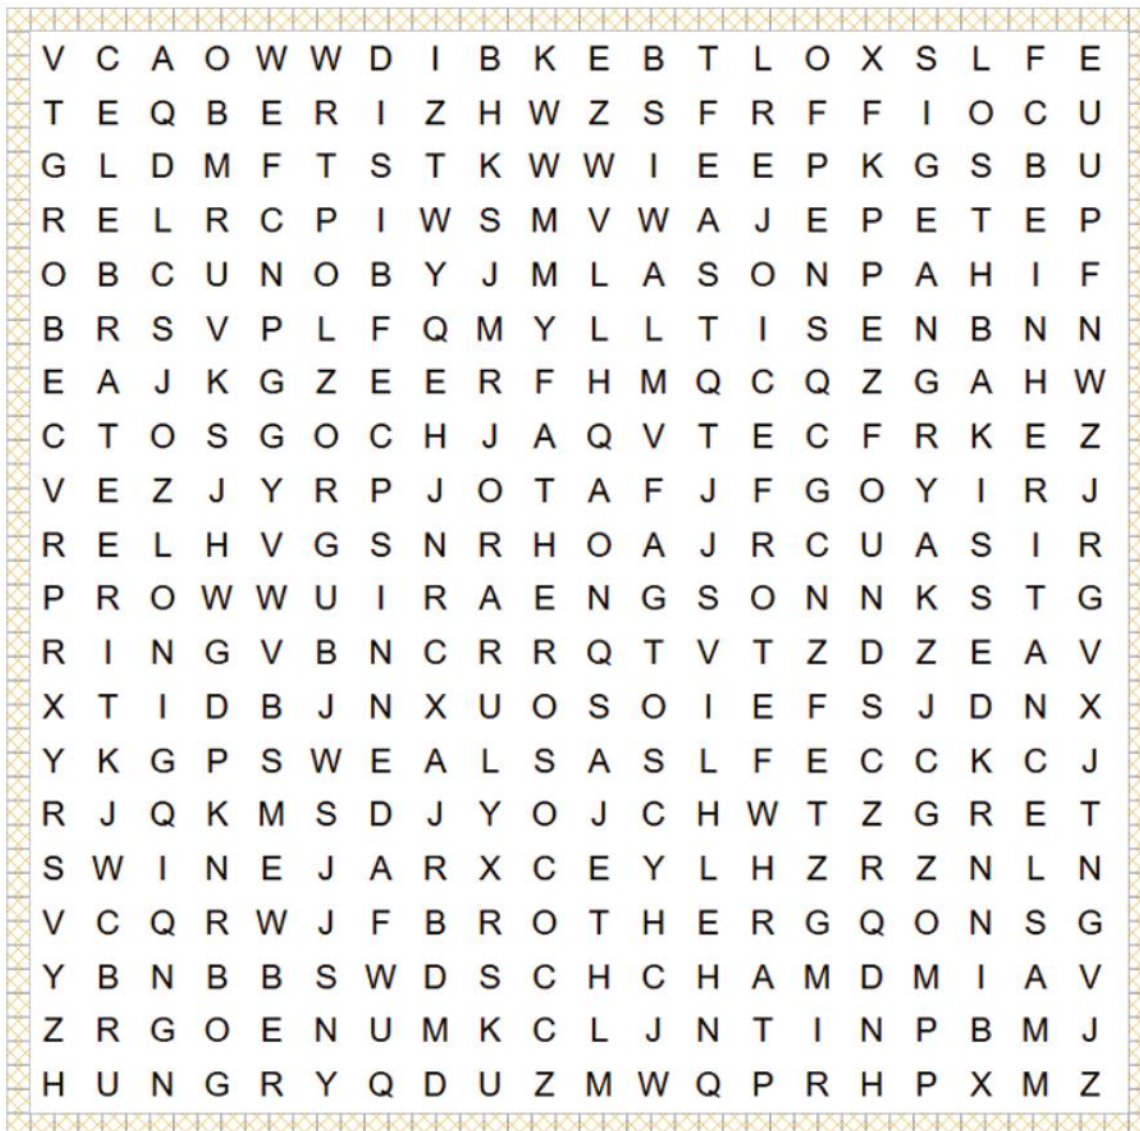 V C A O W W D I B K E B T L O X S L F E
T E Q B E R I Z H W Z S F R F F I O C U
G L D M F T S T K W W I E E P K G S B U
R E L R C P I W S M V W A J E P E T E P
O B C U N O B Y J M L A S O N P A H I F
B R S V P L F Q M Y L L T I S E N B N N
E A J K G Z E E R F H M Q C Q Z G A H W
C T O S G O C H J A Q V T E C F R K E Z
V E Z J Y R P J O T A F J F G O Y I R J
R E L H V G S N R H O A J R C U A S I R
P R O W W U I R A E N G S O N N K S T G
R I N G V B N C R R Q T V T Z D Z E A V
X T I D B J N X U O S O I E F S J D N X
Y K G P S W E A L S A S L F E C C K C J
R J Q K M S D J Y O J C H W T Z G R E T
S W I N E J A R X C E Y L H Z R Z N L N
V C Q R W J F B R O T H E R G Q O N S G
Y B N B B S W D S C H C H A M D M I A V
Z R G O E N U M K C L J N T I N P B M J
H U N G R Y Q D U Z M W Q P R H P X M Z